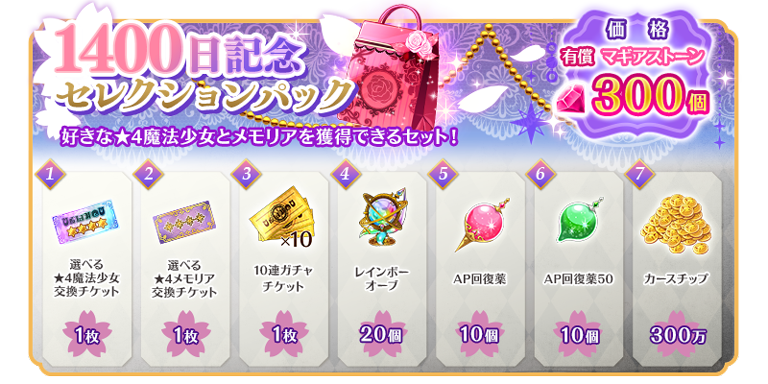 1400日記念
セレクションパック
好きな★4魔法少女とメモリアを獲得できるセット!
価格
有償 マギアストーン
300個
1
選べる
★4魔法少女
交換チケット
1枚
2
選べる
★4メモリア
交換チケット
1枚
3
×10
10連ガチャ
チケット
1枚
4
レインボー
オーブ
20個
5
AP回復薬
10個
6
AP回復薬50
10個
7
カースチップ
300万